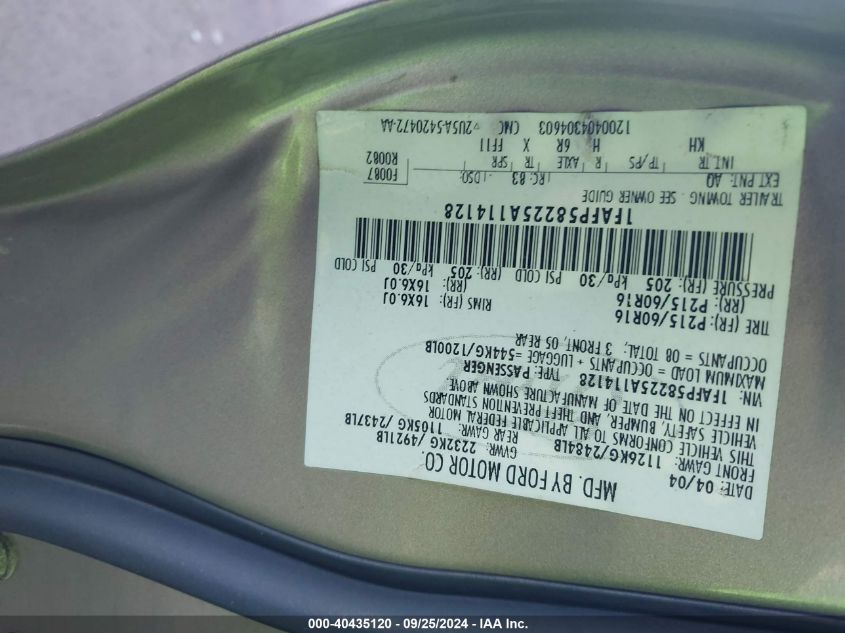 MFD. BY FORD MOTOR CO.
DATE: 04/04
GVWR: 2232KG/4921LB
FRONT GAWR: 1126KG/2484LB
REAR GAWR: 1105KG/2437LB
THIS VEHICLE CONFORMS TO ALL APPLICABLE FEDERAL MOTOR
VEHICLE SAFETY, BUMPER, AND THEFT PREVENTION STANDARDS
IN EFFECT ON THE DATE OF MANUFACTURE SHOWN ABOVE.
VIN: 1FAFP58225A114128
TYPE: PASSENGER
MAXIMUM LOAD = OCCUPANTS + LUGGAGE = 544KG/1200LB
OCCUPANTS = 08 TOTAL, 3 FRONT, 05 REAR
TIRE (FR): P215/60R16
RIMS (FR): 16X6.0J
(RR): P215/60R16
(RR): 16X6.0J
PRESSURE (FR): 205 kPa/30 PSI COLD (RR): 205 kPa/30 PSI COLD
1FAFP58225A114128
TRAILER TOWING - SEE OWNER GUIDE
EXT PNT: AQ RC: 83 DSO: F0087
INT TR TP/PS R AXLE TR SPR R0082
KH H 6R X FF11
1200404304603 CMC 2U5A-5420472-AA
000-40435120 - 09/25/2024 - IAA Inc.